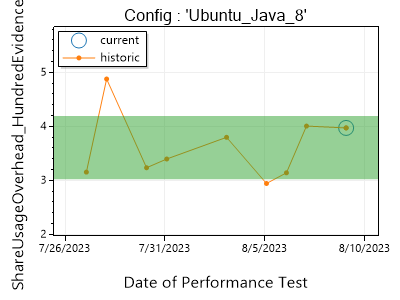 Config : 'Ubuntu_Java_8'
current
historic
ShareUsageOverhead_HundredEvidence
5
4
3
2
7/26/2023
7/31/2023
8/5/2023
8/10/2023
Date of Performance Test